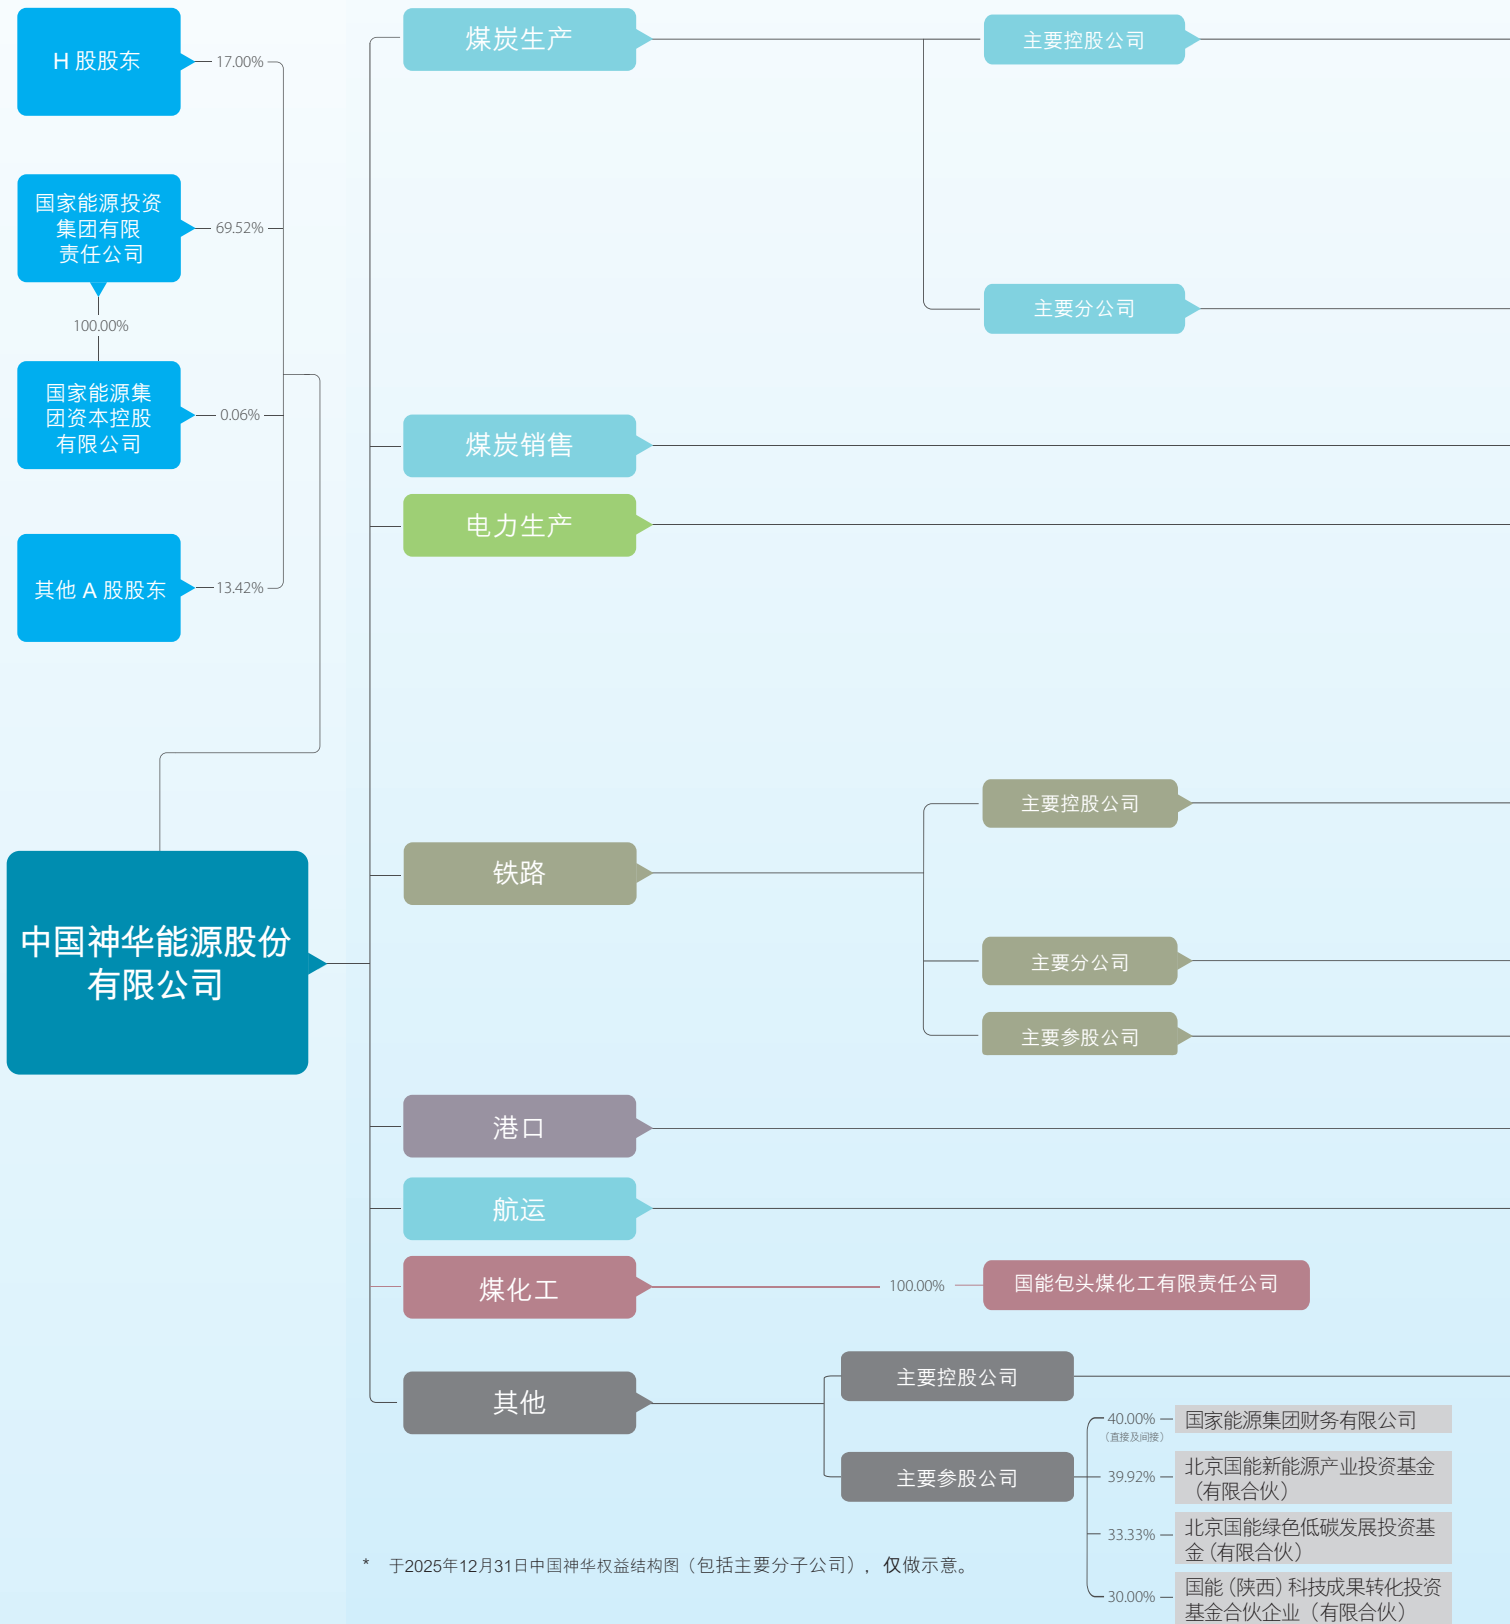 H 股股东
17.00%
国家能源投资
集团有限
责任公司
69.52%
100.00%
国家能源集
团资本控股
有限公司
0.06%
其他 A 股股东
13.42%
中国神华能源股份
有限公司
煤炭生产
主要控股公司
主要分公司
煤炭销售
电力生产
铁路
主要控股公司
主要分公司
主要参股公司
港口
航运
煤化工
100.00%
国能包头煤化工有限责任公司
其他
主要控股公司
主要参股公司
40.00%
（直接及间接）
国家能源集团财务有限公司
39.92%
北京国能新能源产业投资基金
（有限合伙）
33.33%
北京国能绿色低碳发展投资基
金（有限合伙）
30.00%
国能（陕西）科技成果转化投资
基金合伙企业（有限合伙）
* 于2025年12月31日中国神华权益结构图（包括主要分子公司），仅做示意。